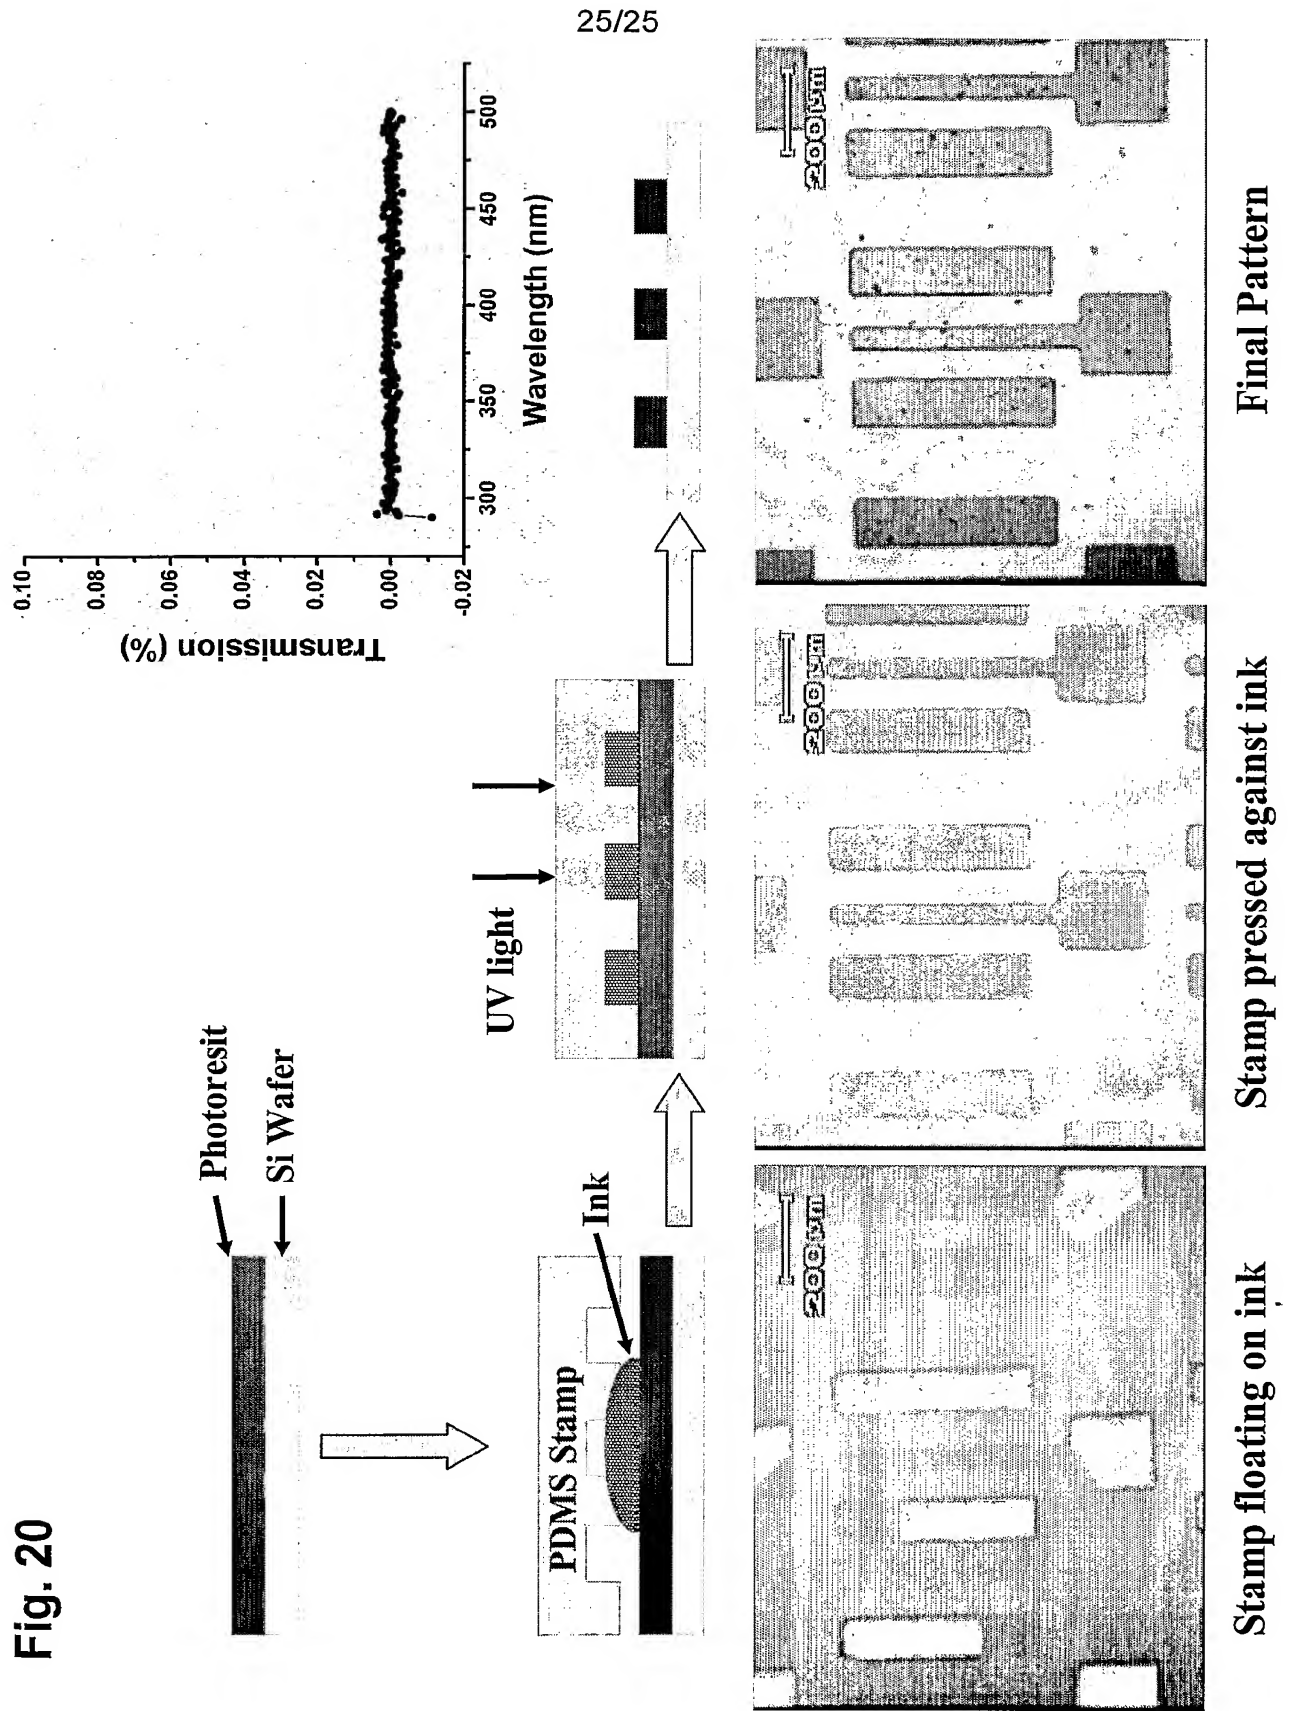 25/25
Fig. 20
Photoresit
Si Wafer
PDMS Stamp
Ink
UV light
Transmission (%)
0.10
0.08
0.06
0.04
0.02
0.00
-0.02
300
350
400
450
500
Wavelength (nm)
200µm
200µm
200µm
Stamp floating on ink
Stamp pressed against ink
Final Pattern